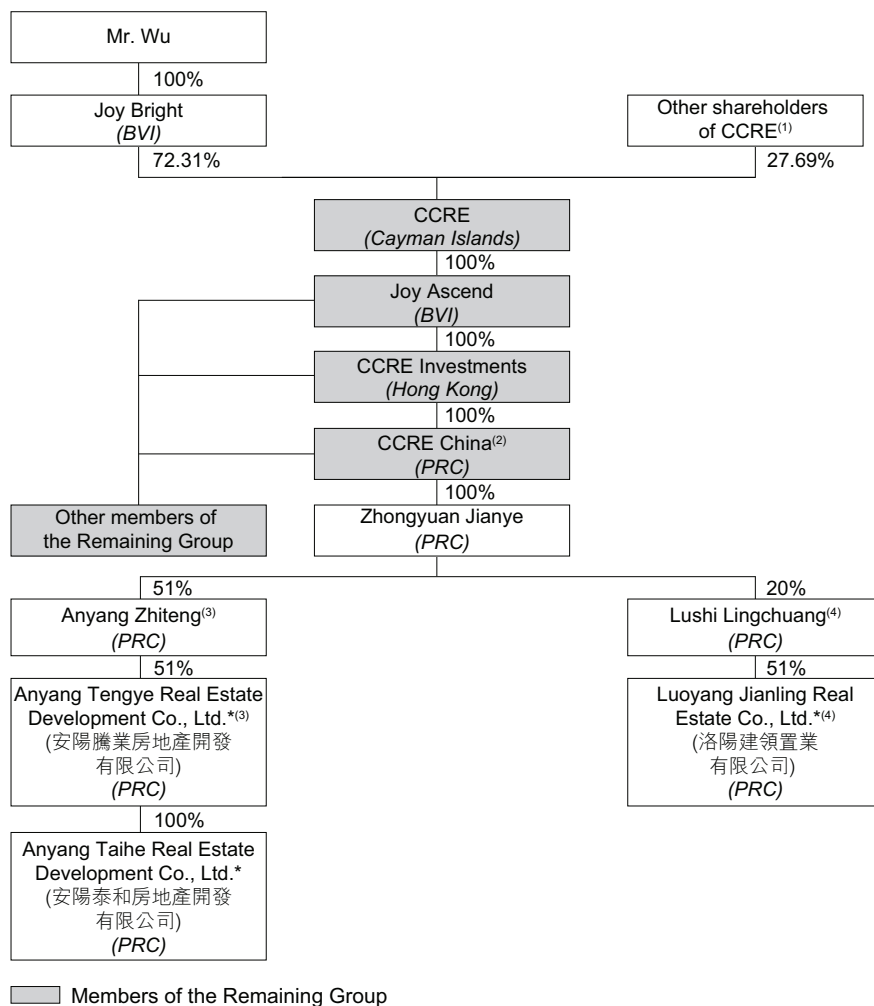 Mr. Wu
100%
Joy Bright
(BVI)
Other shareholders
of CCRE(1)
72.31%
27.69%
CCRE
(Cayman Islands)
100%
Joy Ascend
(BVI)
100%
CCRE Investments
(Hong Kong)
100%
CCRE China(2)
(PRC)
100%
Other members of
the Remaining Group
Zhongyuan Jianye
(PRC)
51%
20%
Anyang Zhiteng(3)
(PRC)
Lushi Lingchuang(4)
(PRC)
51%
51%
Anyang Tengye Real Estate
Development Co., Ltd.*(3)
(安陽騰業房地產開發
有限公司)
(PRC)
Luoyang Jianling Real
Estate Co., Ltd.*(4)
(洛陽建領置業
有限公司)
(PRC)
100%
Anyang Taihe Real Estate
Development Co., Ltd.*
(安陽泰和房地產開發
有限公司)
(PRC)
Members of the Remaining Group